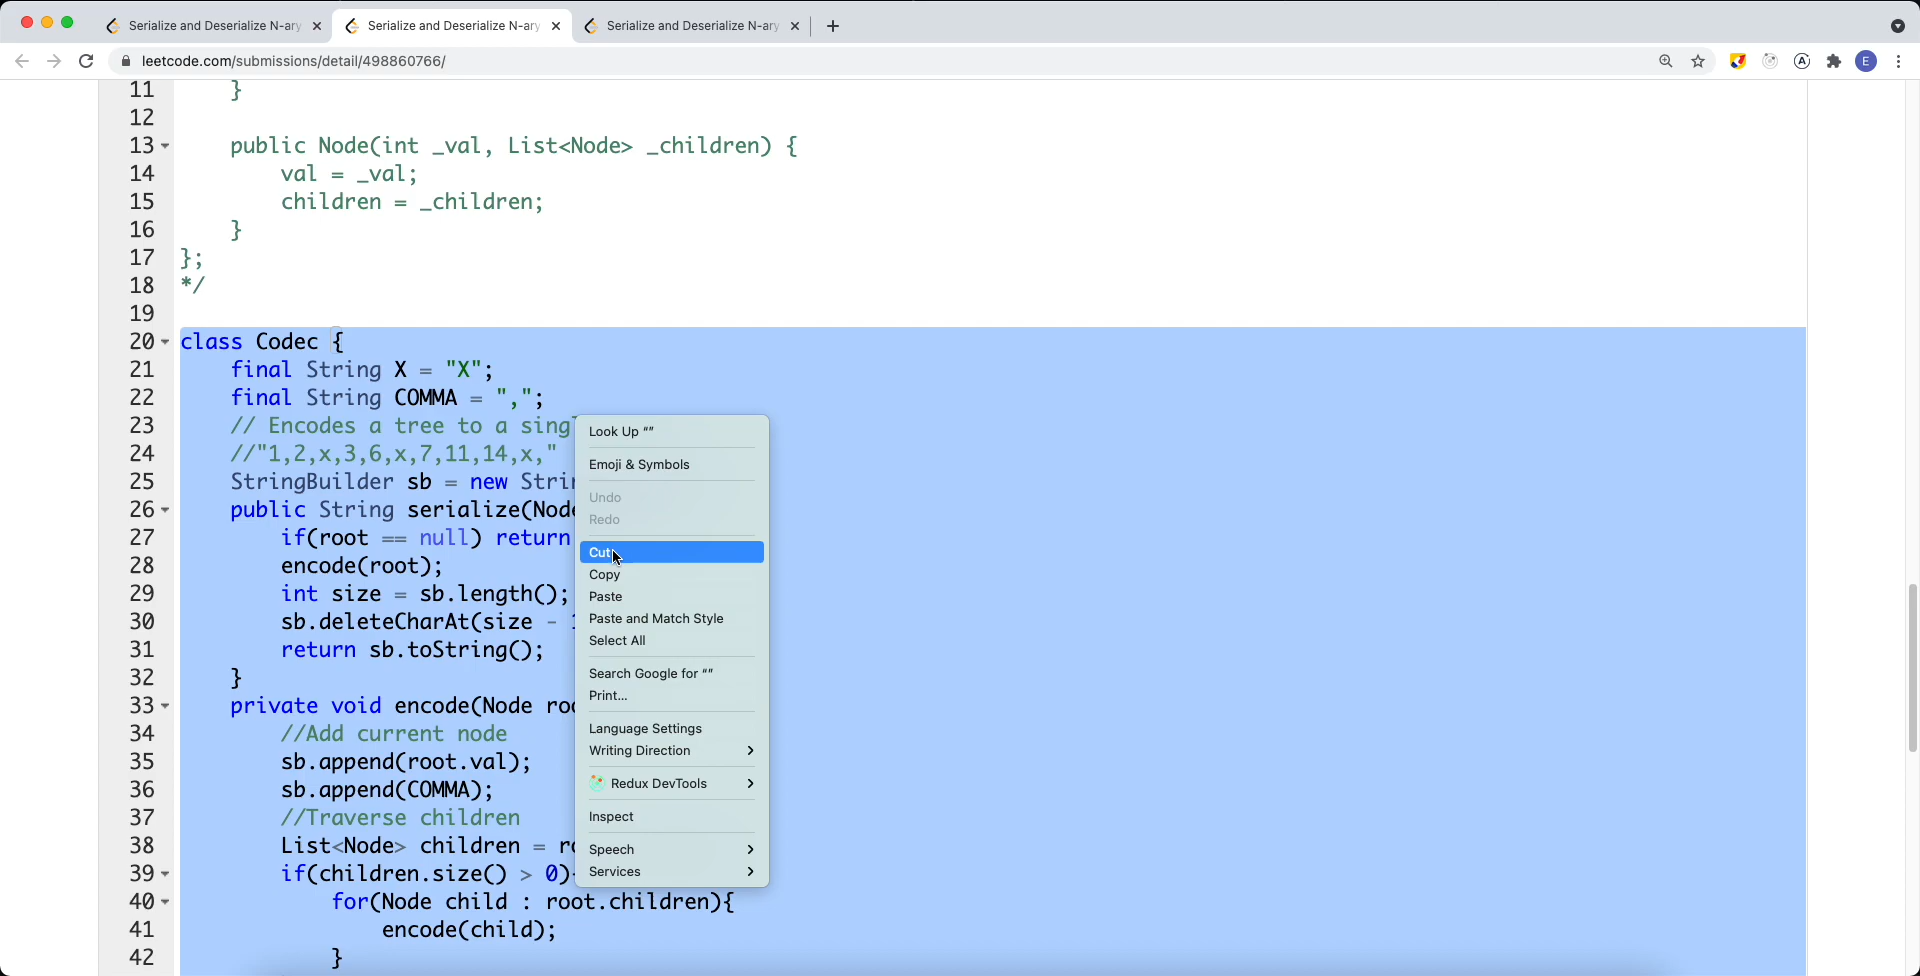 Serialize and Deserialize N-ary
Serialize and Deserialize N-ary
Serialize and Deserialize N-ary
leetcode.com/submissions/detail/498860766/
E
11 }
12
13 public Node(int _val, List<Node> _children) {
14 val = _val;
15 children = _children;
16 }
17 };
18 */
19
20 class Codec {
21 final String X = "X";
22 final String COMMA = ",";
23 // Encodes a tree to a sing
24 //"1,2,x,3,6,x,7,11,14,x,"
25 StringBuilder sb = new Strin
26 public String serialize(Node
27 if(root == null) return
28 encode(root);
29 int size = sb.length();
30 sb.deleteCharAt(size - 1
31 return sb.toString();
32 }
33 private void encode(Node roo
34 //Add current node
35 sb.append(root.val);
36 sb.append(COMMA);
37 //Traverse children
38 List<Node> children = ro
39 if(children.size() > 0)
40 for(Node child : root.children){
41 encode(child);
42 }
Look Up “”
Emoji & Symbols
Undo
Redo
Cut
Copy
Paste
Paste and Match Style
Select All
Search Google for “”
Print...
Language Settings
Writing Direction
Redux DevTools
Inspect
Speech
Services